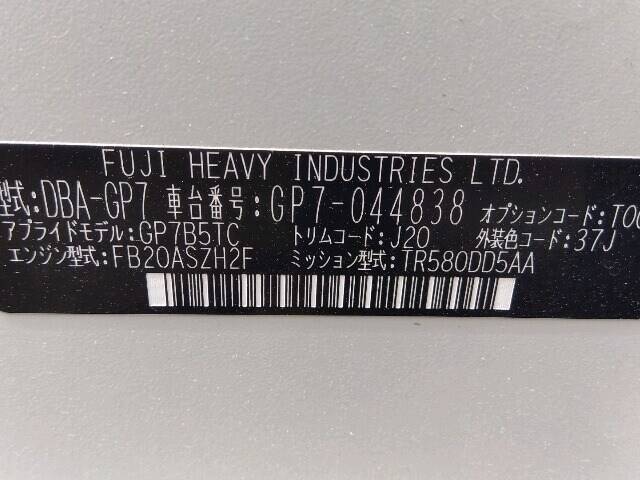 FUJI HEAVY INDUSTRIES LTD.
型式:DBA-GP7 車台番号:GP7-044838 オプションコード:TO
アプライドモデル:GP7B5TC トリムコード:J20 外装色コード:37J
エンジン型式:FB20ASZH2F ミッション型式:TR580DD5AA